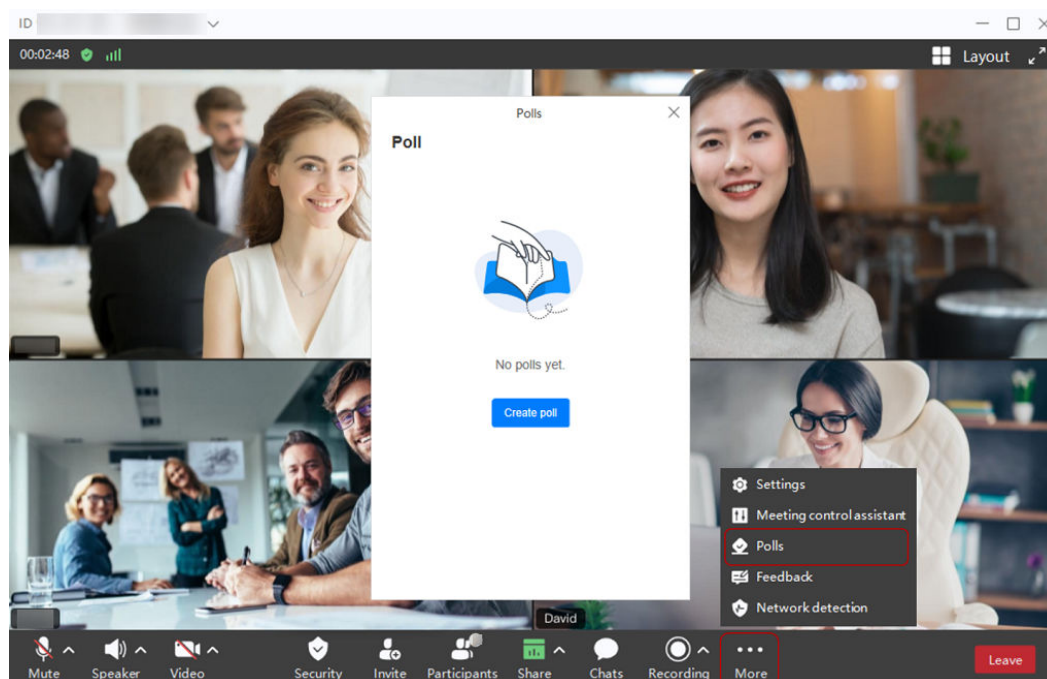 ID
00:02:48
Layout
Polls
Poll
No polls yet.
Create poll
Settings
Meeting control assistant
Polls
Feedback
Network detection
David
Mute
Speaker
Video
Security
Invite
Participants
Share
Chats
Recording
More
Leave